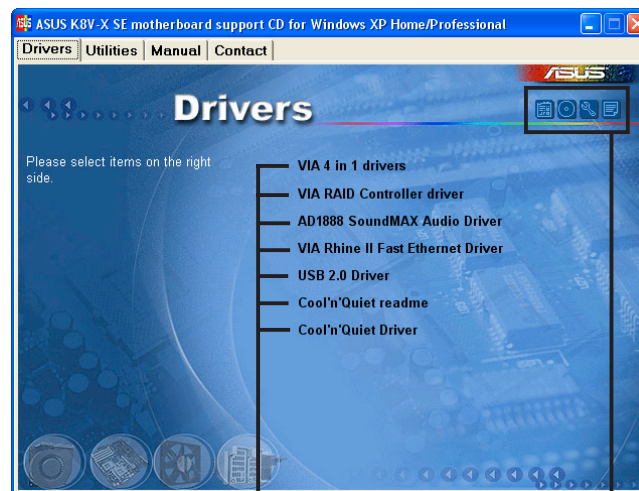 ASUS K8V-X SE motherboard support CD for Windows XP Home/Professional
Drivers Utilities Manual Contact
ASUS
Drivers
Please select items on the right
side.
VIA 4 in 1 drivers
VIA RAID Controller driver
AD1888 SoundMAX Audio Driver
VIA Rhine II Fast Ethernet Driver
USB 2.0 Driver
Cool'n'Quiet readme
Cool'n'Quiet Driver